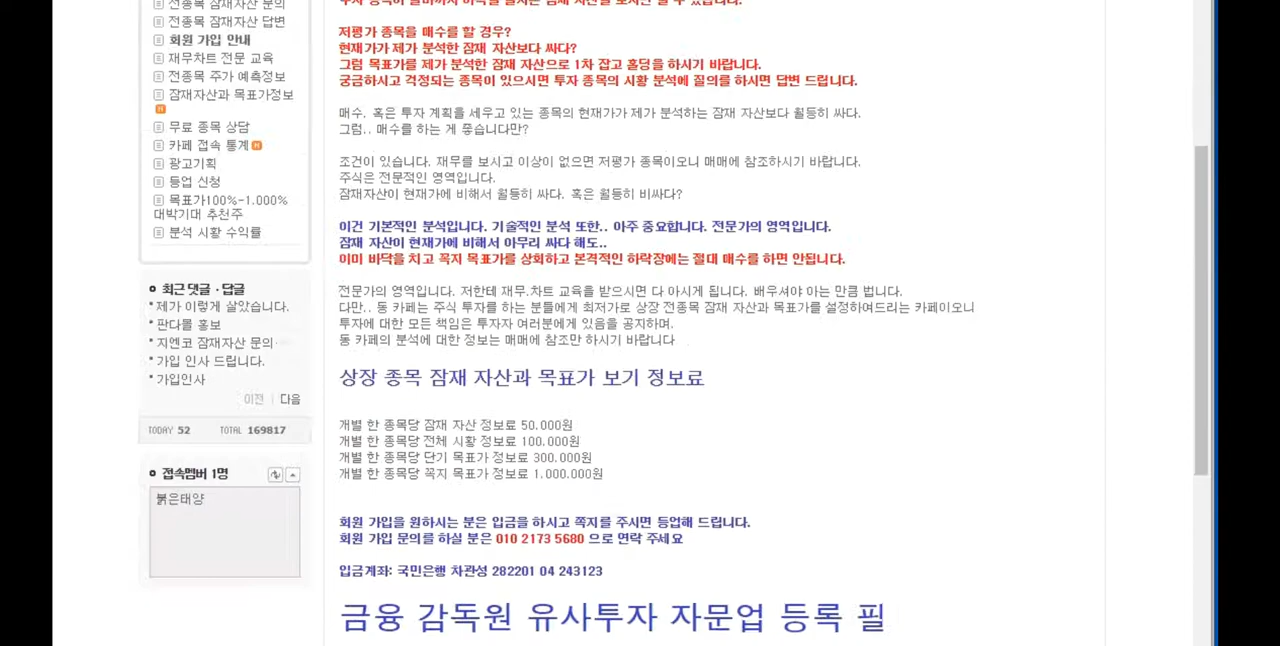 전종목 잠재자산 문의
전종목 잠재자산 답변
회원 가입 안내
재무차트 전문 교육
전종목 주가 예측정보
잠재자산과 목표가정보
무료 종목 상담
카페 접속 통계
광고기획
등업 신청
목표가100%-1,000%
대박기대 추천주
분석 시황 수익률
최근 댓글 · 답글
제가 이렇게 살았습니다.
판다몰 홍보
지엔코 잠재자산 문의
가입 인사 드립니다.
가입인사
이전 | 다음
TODAY 52 TOTAL 169817
접속멤버 1명
붉은태양
저평가 종목을 매수를 할 경우?
현재가가 제가 분석한 잠재 자산보다 싸다?
그럼 목표가를 제가 분석한 잠재 자산으로 1차 잡고 홀딩을 하시기 바랍니다.
궁금하시고 걱정되는 종목이 있으시면 투자 종목의 시황 분석에 질의를 하시면 답변 드립니다.
매수, 혹은 투자 계획을 세우고 있는 종목의 현재가가 제가 분석하는 잠재 자산보다 월등히 싸다.
그럼.. 매수를 하는 게 좋습니다만?
조건이 있습니다. 재무를 보시고 이상이 없으면 저평가 종목이오니 매매에 참조하시기 바랍니다.
주식은 전문적인 영역입니다.
잠재자산이 현재가에 비해서 월등히 싸다. 혹은 월등히 비싸다?
이건 기본적인 분석입니다. 기술적인 분석 또한.. 아주 중요합니다. 전문가의 영역입니다.
잠재 자산이 현재가에 비해서 아무리 싸다 해도..
이미 바닥을 치고 꼭지 목표가를 상회하고 본격적인 하락장에는 절대 매수를 하면 안됩니다.
전문가의 영역입니다. 저한테 재무.차트 교육을 받으시면 다 아시게 됩니다. 배우셔야 아는 만큼 법니다.
다만.. 동 카페는 주식 투자를 하는 분들에게 최저가로 상장 전종목 잠재 자산과 목표가를 설정하여드리는 카페이오니
투자에 대한 모든 책임은 투자자 여러분에게 있음을 공지하며,
동 카페의 분석에 대한 정보는 매매에 참조만 하시기 바랍니다
상장 종목 잠재 자산과 목표가 보기 정보료
개별 한 종목당 잠재 자산 정보료 50,000원
개별 한 종목당 전체 시황 정보료 100,000원
개별 한 종목당 단기 목표가 정보료 300,000원
개별 한 종목당 꼭지 목표가 정보료 1,000,000원
회원 가입을 원하시는 분은 입금을 하시고 쪽지를 주시면 등업해 드립니다.
회원 가입 문의를 하실 분은 010 2173 5680 으로 연락 주세요
입금계좌: 국민은행 차관성 282201 04 243123
금융 감독원 유사투자 자문업 등록 필